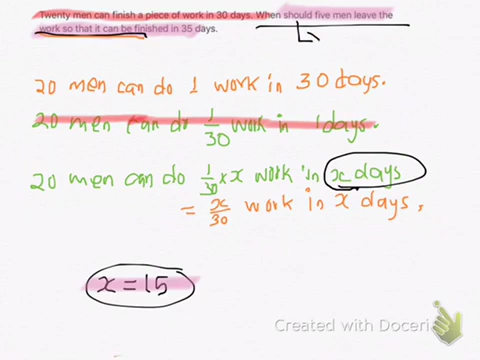 Twenty men can finish a piece of work in 30 days. When should five men leave the
work so that it can be finished in 35 days.
20 men can do 1 work in 30 days.
20 men can do 1/30 work in 1 days.
20 men can do 1/30 × x work in x days
= x/30 work in x days.
x = 15
Created with Doceri